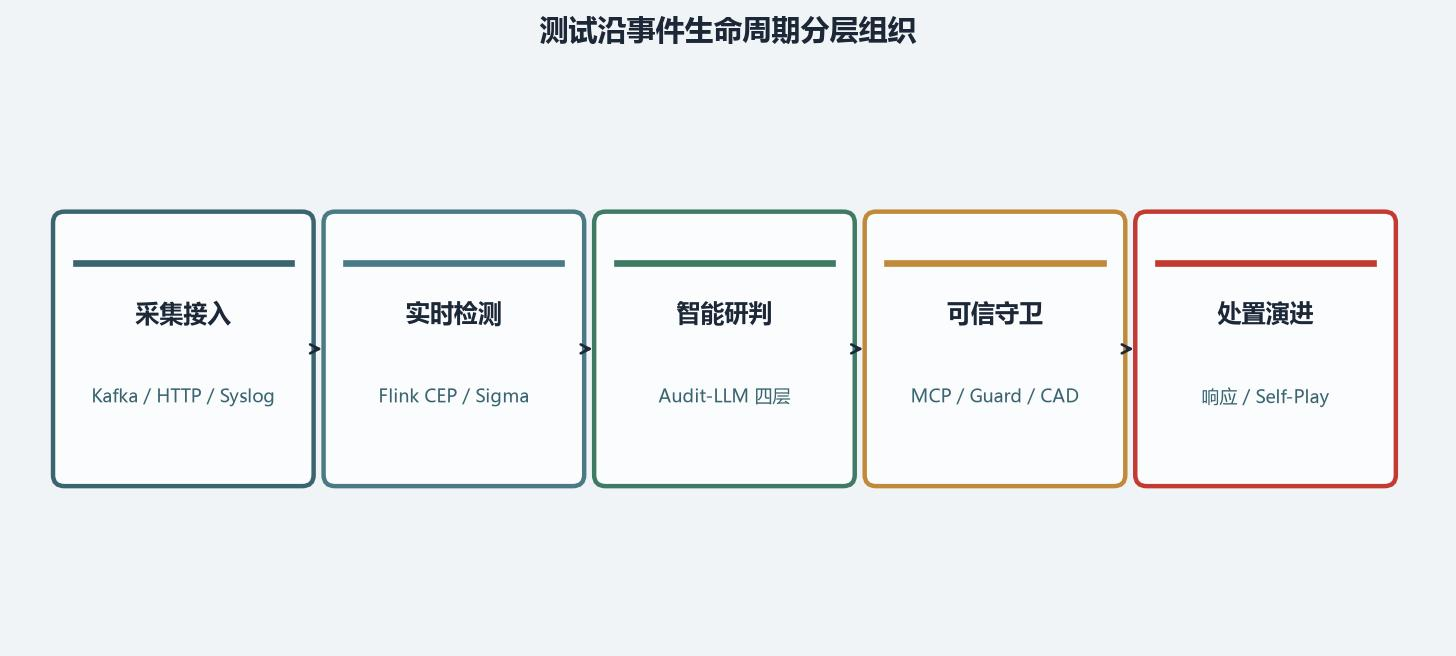 测试沿事件生命周期分层组织
采集接入
Kafka / HTTP / Syslog
实时检测
Flink CEP / Sigma
智能研判
Audit-LLM 四层
可信守卫
MCP / Guard / CAD
处置演进
响应 / Self-Play